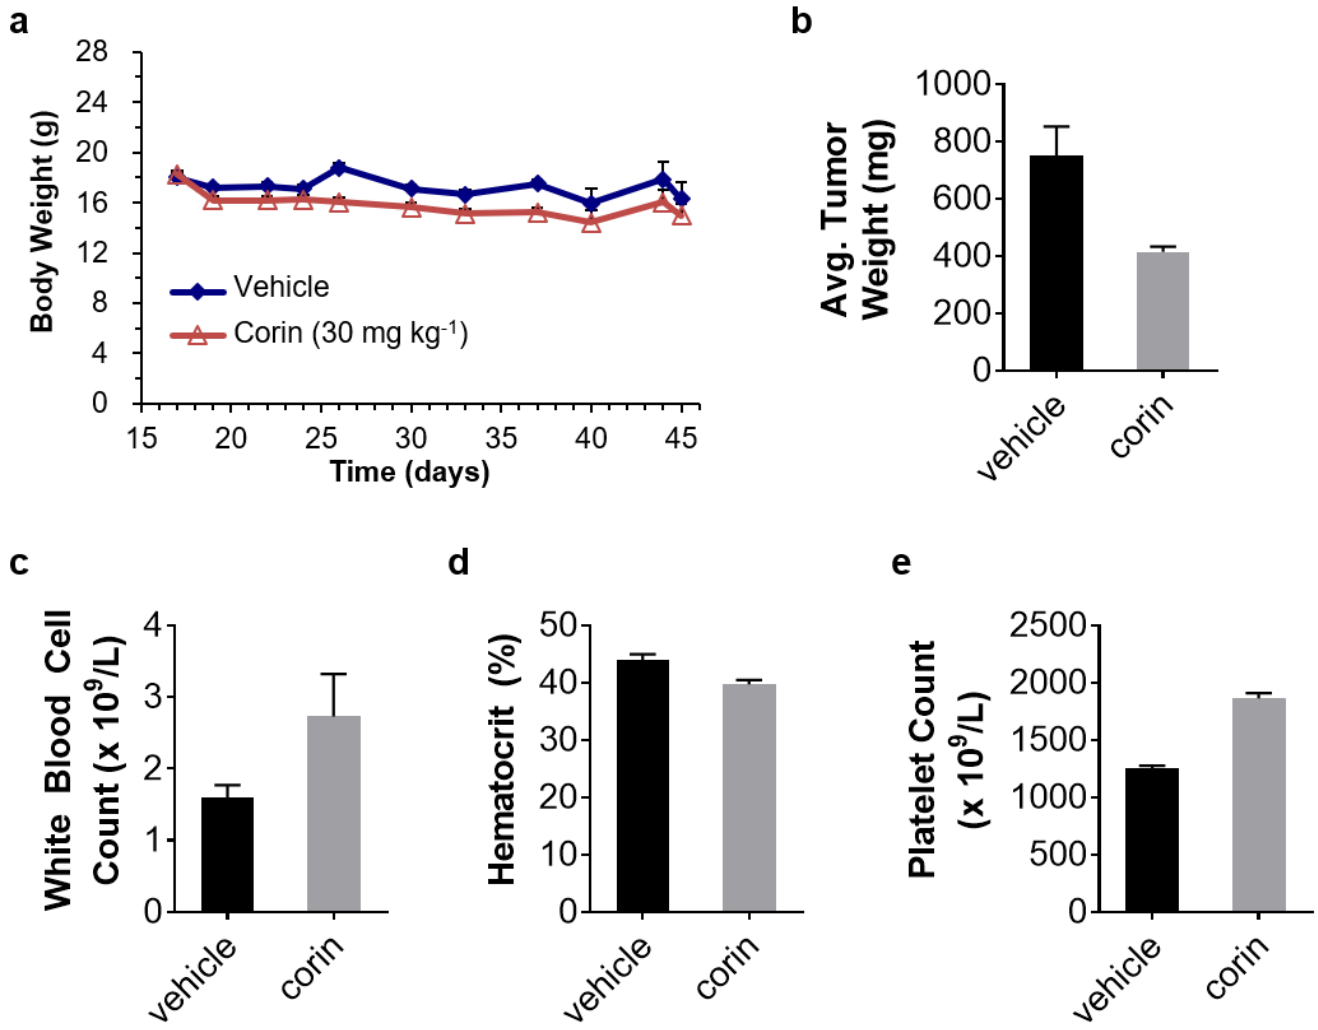 a
28
24
20
16
12
8
4
0
Body Weight (g)
Vehicle
Corin (30 mg kg⁻¹)
15 20 25 30 35 40 45
Time (days)
b
1000
800
600
400
200
0
Avg. Tumor
Weight (mg)
vehicle corin
c
4
3
2
1
0
White Blood Cell
Count (x 10⁹/L)
vehicle corin
d
50
40
30
20
10
0
Hematocrit (%)
vehicle corin
e
2500
2000
1500
1000
500
0
Platelet Count
(x 10⁹/L)
vehicle corin